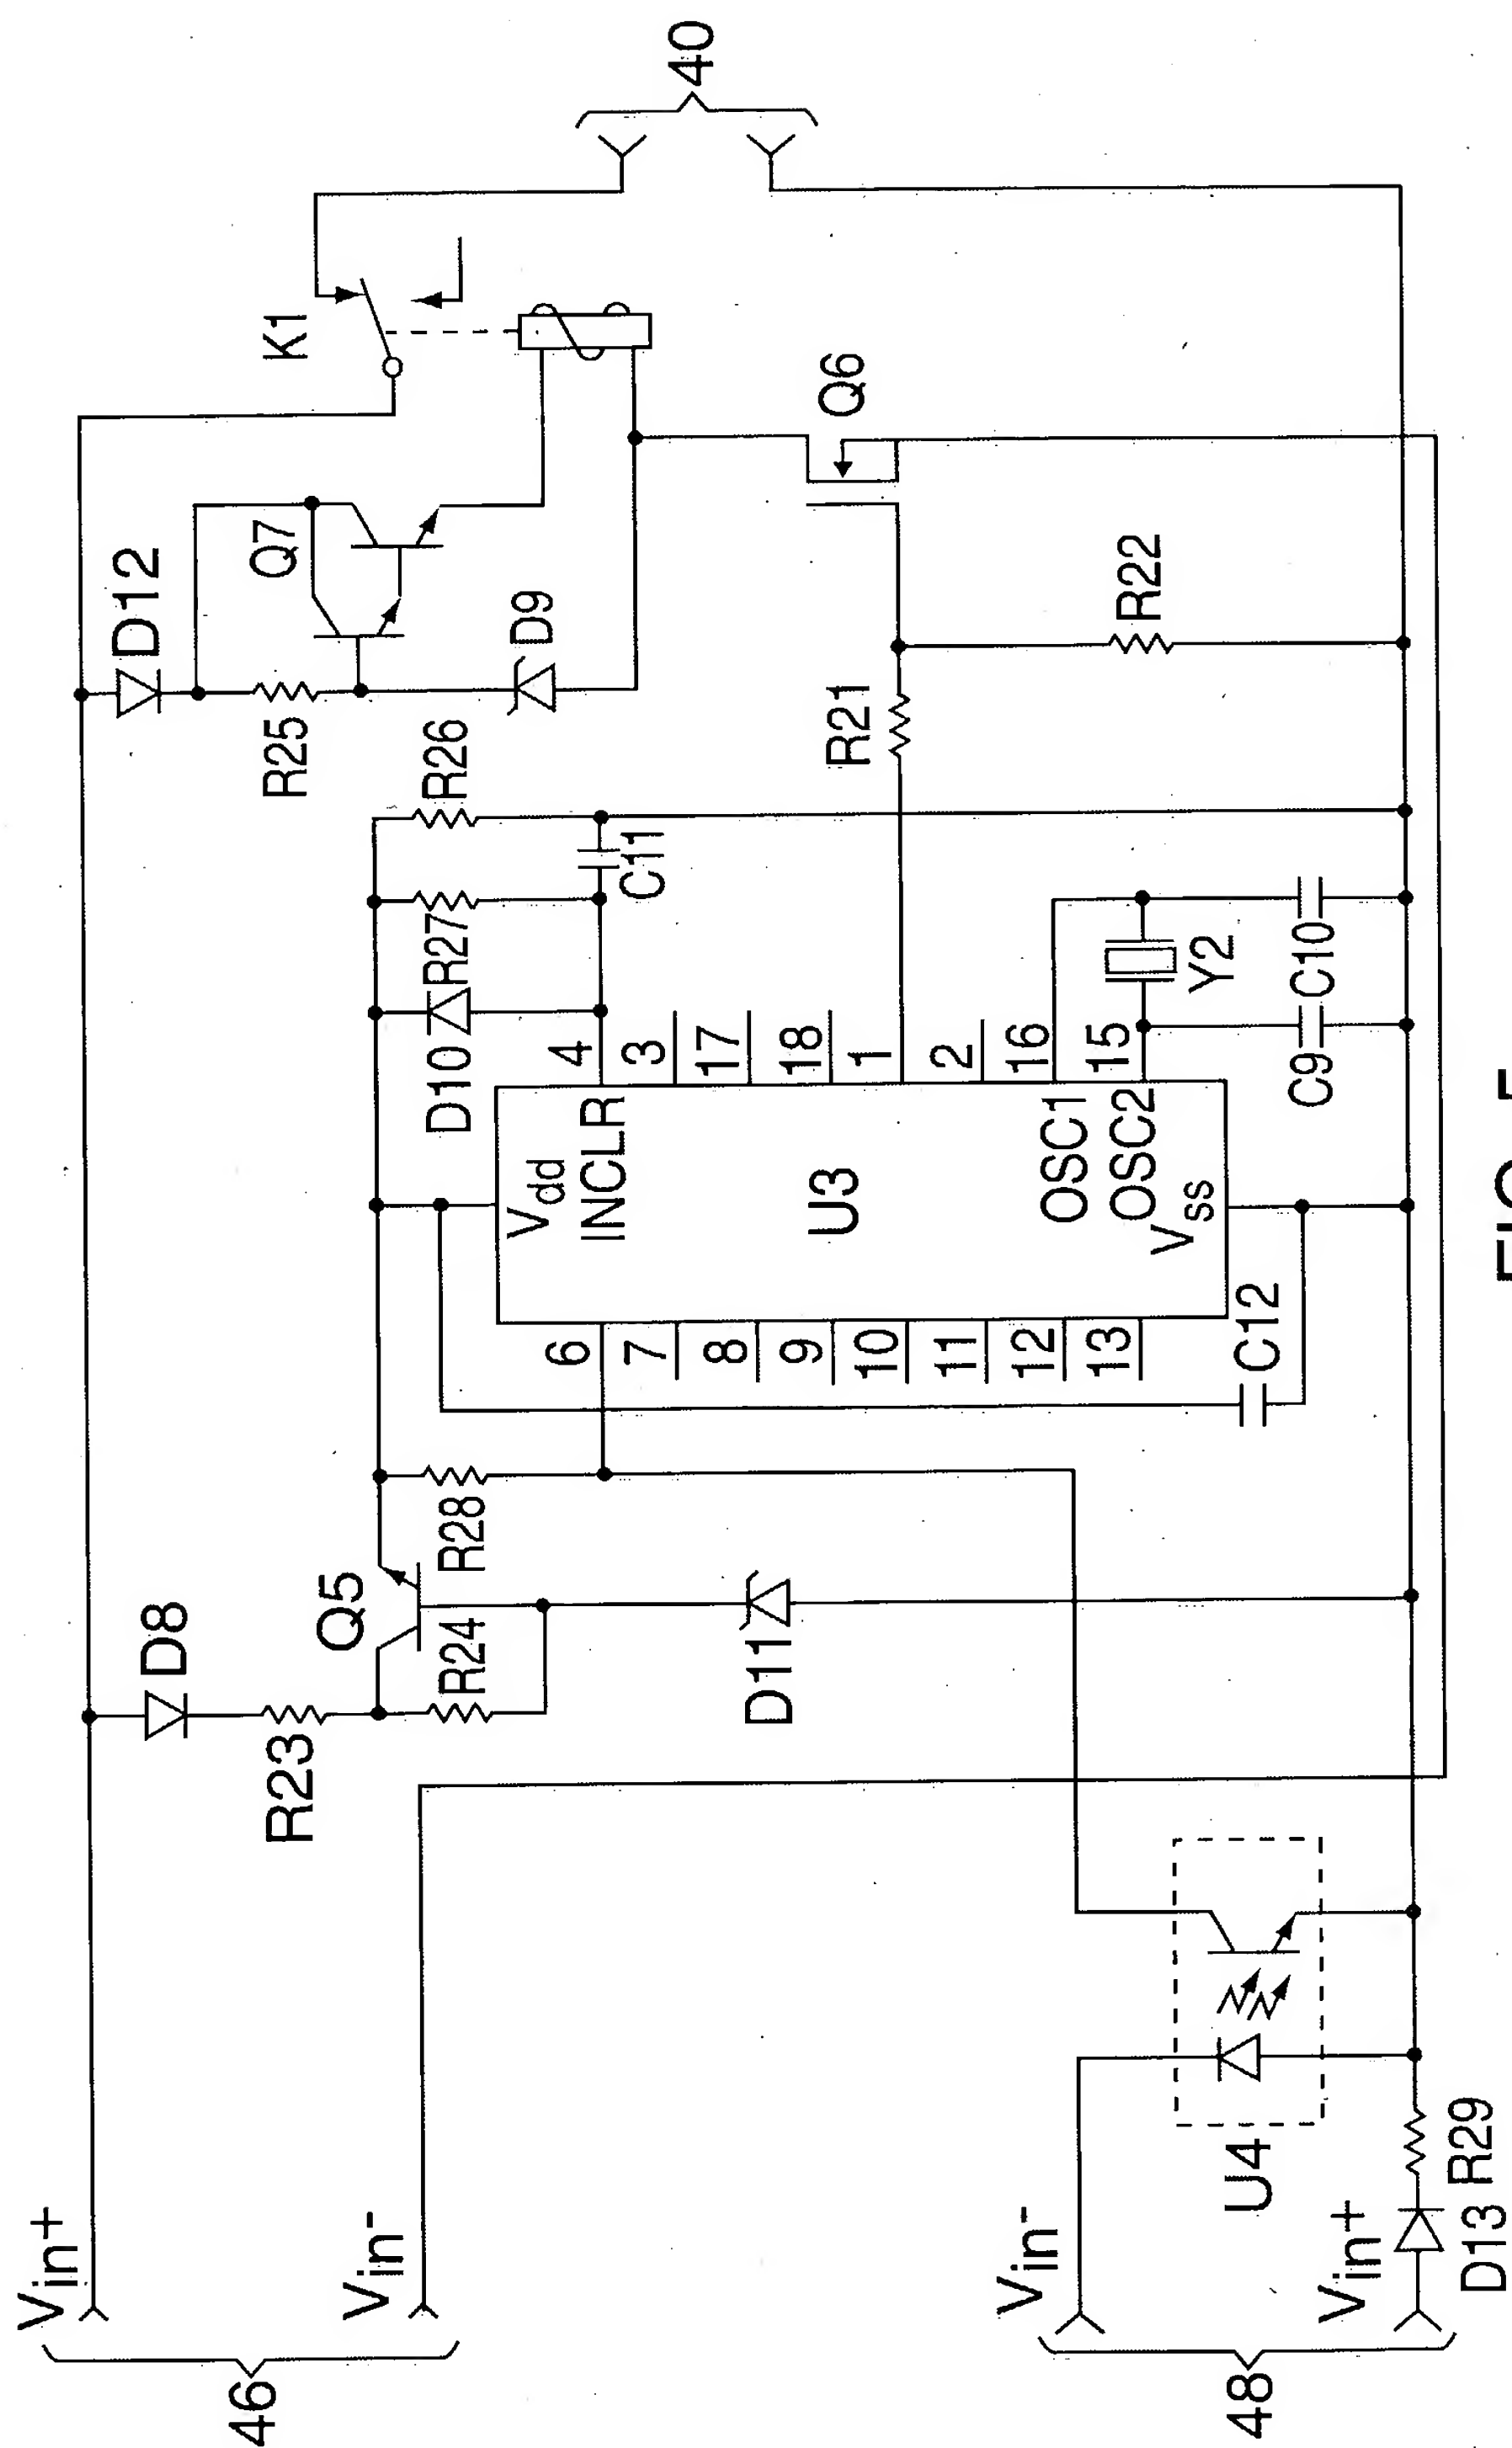 Vin+
46
Vin-
D8
R23
Q5
R24
R28
D11
D12
R25
Q7
D9
K1
40
D10
R27
R26
C11
Vdd
INCLR
U3
OSC1
OSC2
Vss
6
7
8
9
10
11
12
13
4
3
17
18
1
2
16
15
R21
R22
Q6
C12
Y2
C9
C10
Vin-
48
Vin+
U4
D13
R29